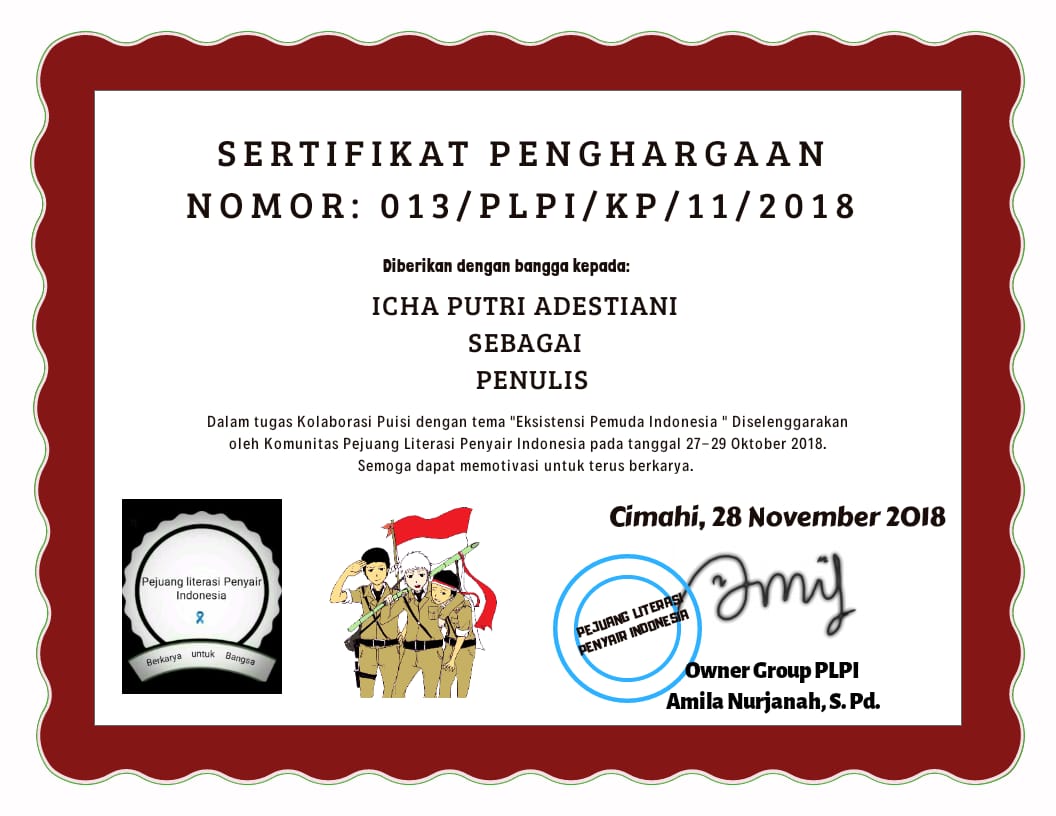 SERTIFIKAT PENGHARGAAN
NOMOR: 013/PLPI/KP/11/2018
Diberikan dengan bangga kepada:
ICHA PUTRI ADESTIANI
SEBAGAI
PENULIS
Dalam tugas Kolaborasi Puisi dengan tema "Eksistensi Pemuda Indonesia " Diselenggarakan
oleh Komunitas Pejuang Literasi Penyair Indonesia pada tanggal 27-29 Oktober 2018.
Semoga dapat memotivasi untuk terus berkarya.
Pejuang literasi Penyair
Indonesia
Berkarya untuk Bangsa
Cimahi, 28 November 2018
PEJUANG LITERASI
PENYAIR INDONESIA
Owner Group PLPI
Amila Nurjanah, S. Pd.